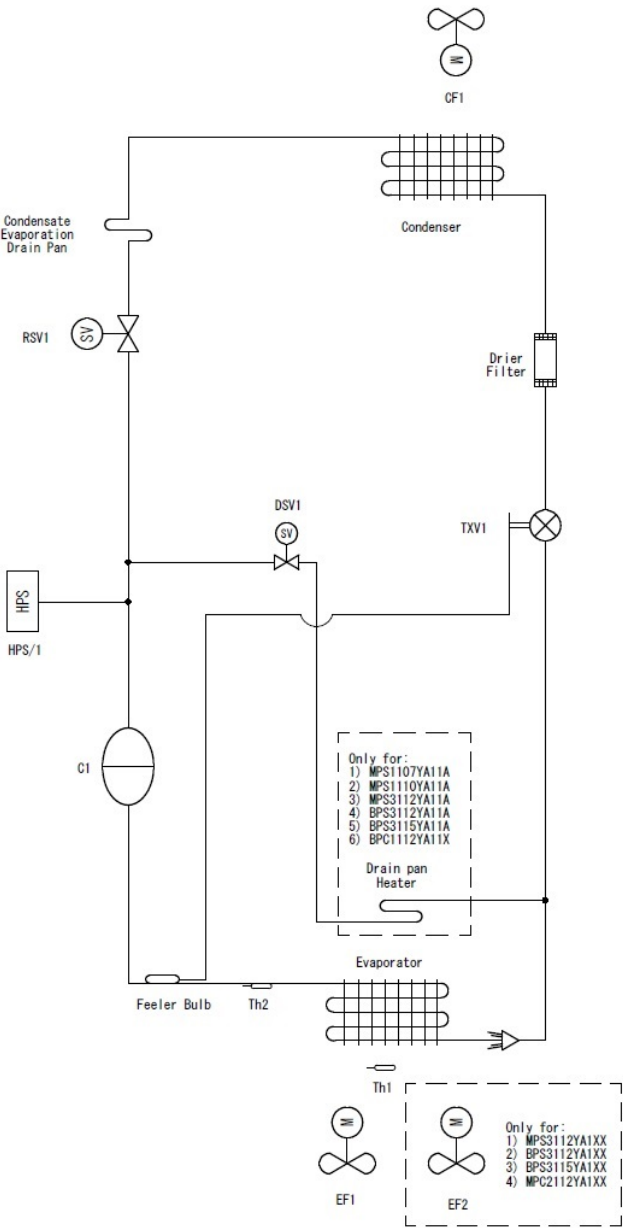 M
CF1
Condenser
Condensate
Evaporation
Drain Pan
SV
RSV1
Drier
Filter
DSV1
SV
TXV1
HPS
HPS/1
C1
Only for:
1) MPS1107YA11A
2) MPS1110YA11A
3) MPS3112YA11A
4) BPS3112YA11A
5) BPS3115YA11A
6) BPC1112YA11X
Drain pan
Heater
Evaporator
Feeler Bulb
Th2
Th1
M
EF1
M
EF2
Only for:
1) MPS3112YA1XX
2) BPS3112YA1XX
3) BPS3115YA1XX
4) MPC2112YA1XX